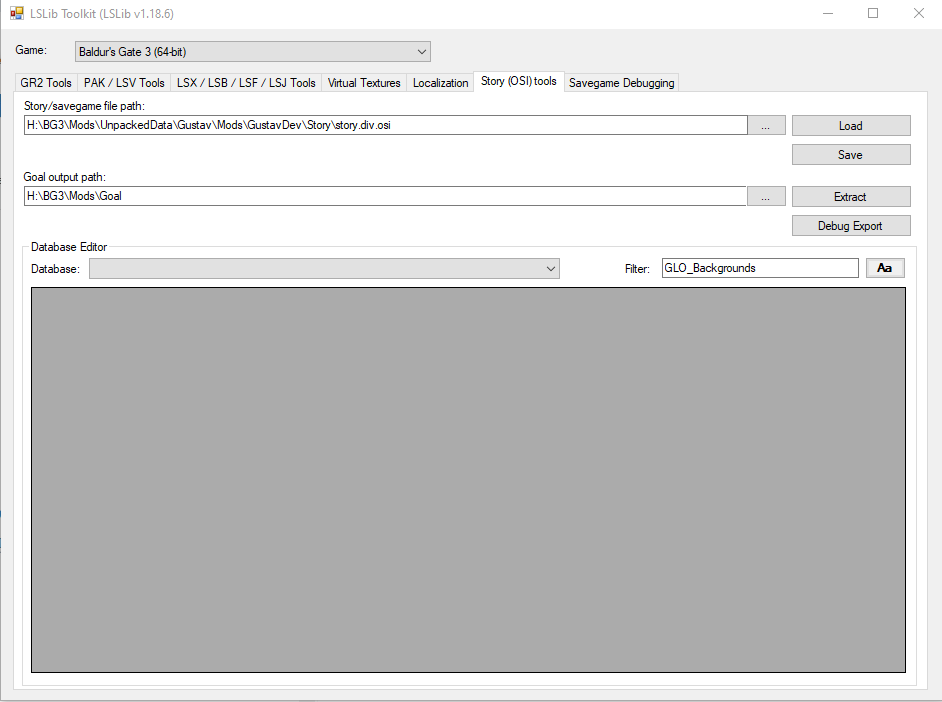 LSLib Toolkit (LSLib v1.18.6)
Game: Baldur's Gate 3 (64-bit)
GR2 Tools PAK / LSV Tools LSX / LSB / LSF / LSJ Tools Virtual Textures Localization Story (OSI) tools Savegame Debugging
Story/savegame file path:
H:\BG3\Mods\UnpackedData\Gustav\Mods\GustavDev\Story\story.div.osi ... Load
Save
Goal output path:
H:\BG3\Mods\Goal ... Extract
Debug Export
Database Editor
Database: Filter: GLO_Backgrounds Aa